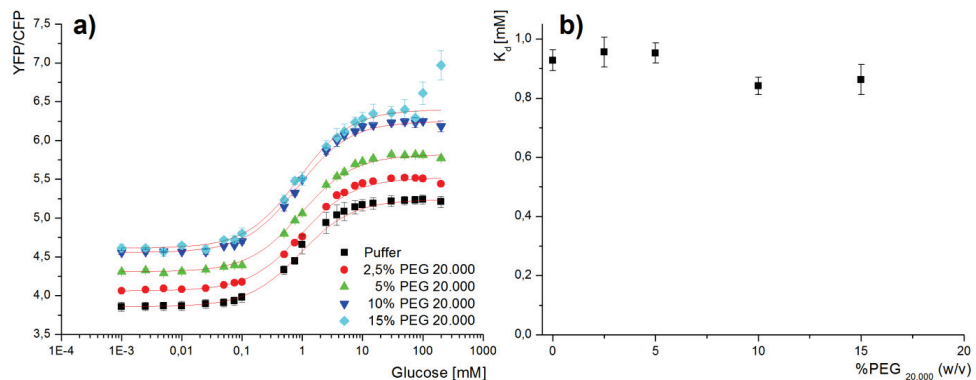 a)
YFP/CFP
7,5
7,0
6,5
6,0
5,5
5,0
4,5
4,0
3,5
Puffer
2,5% PEG 20.000
5% PEG 20.000
10% PEG 20.000
15% PEG 20.000
1E-4 1E-3 0,01 0,1 1 10 100 1000
Glucose [mM]
b)
K_d [mM]
1,0
0,8
0,6
0,4
0,2
0,0
0 5 10 15 20
%PEG 20.000 (w/v)